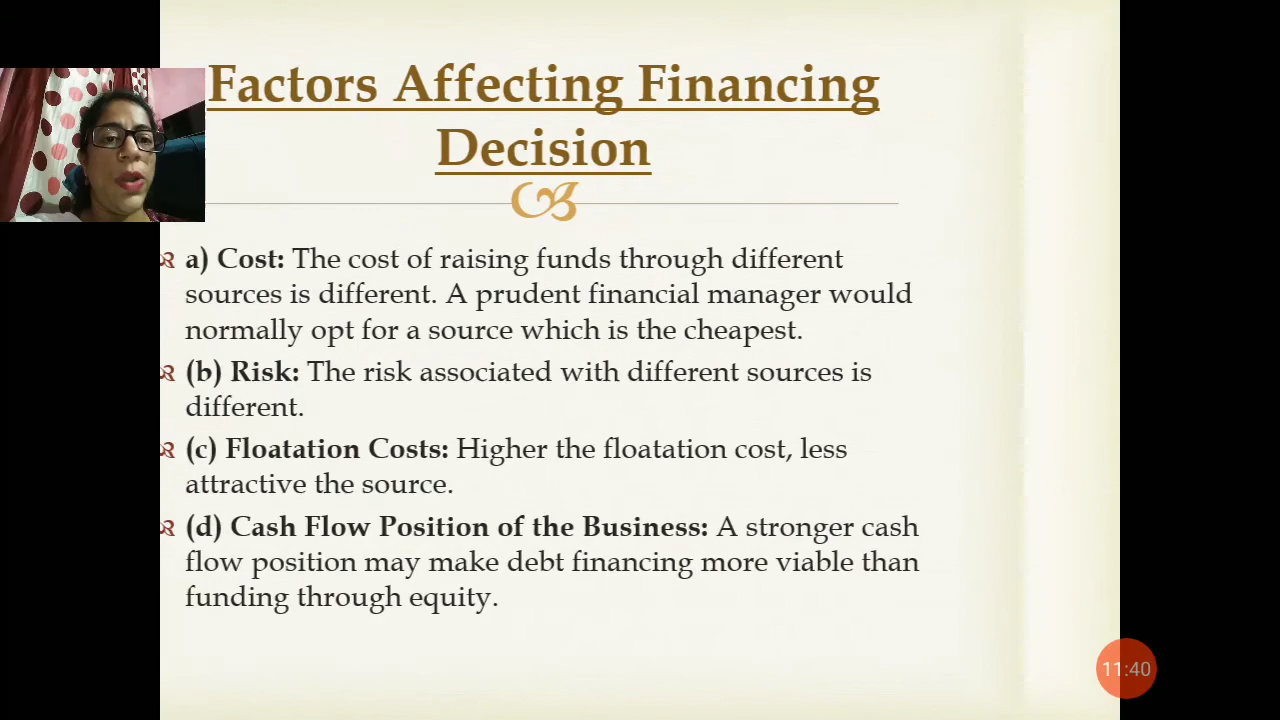 Factors Affecting Financing
Decision
a) Cost: The cost of raising funds through different
sources is different. A prudent financial manager would
normally opt for a source which is the cheapest.
(b) Risk: The risk associated with different sources is
different.
(c) Floatation Costs: Higher the floatation cost, less
attractive the source.
(d) Cash Flow Position of the Business: A stronger cash
flow position may make debt financing more viable than
funding through equity.
11:40